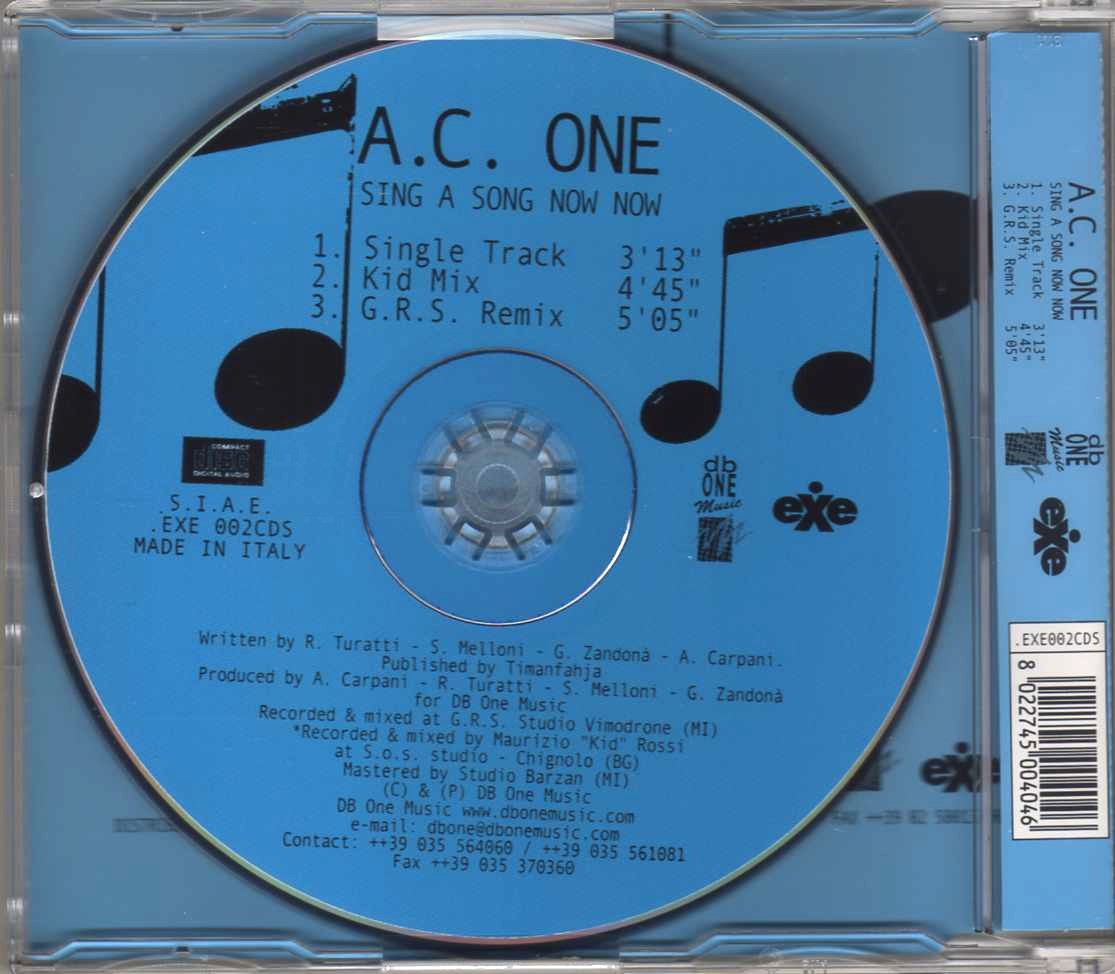 A.C. ONE
SING A SONG NOW NOW
1. Single Track 3'13"
2. Kid Mix 4'45"
3. G.R.S. Remix 5'05"
COMPACT
disc
DIGITAL AUDIO
S.I.A.E.
.EXE 002CDS
MADE IN ITALY
db
ONE
Music
exe
Written by R. Turatti - S. Melloni - G. Zandonà - A. Carpani.
Published by Timanfahja
Produced by A. Carpani - R. Turatti - S. Melloni - G. Zandonà
for DB One Music
Recorded & mixed at G.R.S. Studio Vimodrone (MI)
*Recorded & mixed by Maurizio "Kid" Rossi
at S.o.s. studio - Chignolo (BG)
Mastered by Studio Barzan (MI)
(C) & (P) DB One Music
DB One Music www.dbonemusic.com
e-mail: dbone@dbonemusic.com
Contact: ++39 035 564060 / ++39 035 561081
Fax ++39 035 370360
A.C. ONE
SING A SONG NOW NOW
1. Single Track 3'13"
2. Kid Mix 4'45"
3. G.R.S. Remix 5'05"
db
ONE
Music
exe
.EXE002CDS
8 022745 004046
exe
FAX ++39 02